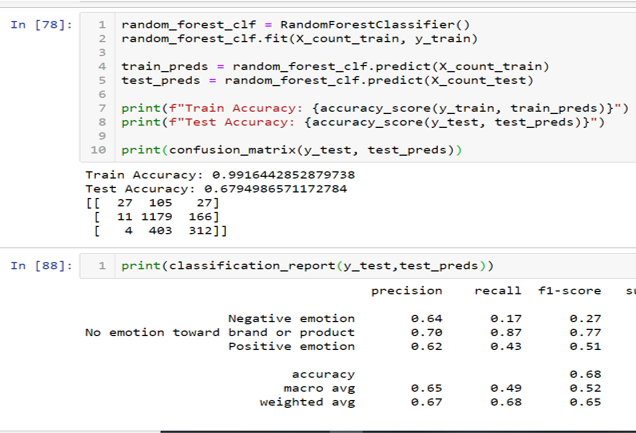 In [78]:
1 random_forest_clf = RandomForestClassifier()
2 random_forest_clf.fit(X_count_train, y_train)
3
4 train_preds = random_forest_clf.predict(X_count_train)
5 test_preds = random_forest_clf.predict(X_count_test)
6
7 print(f"Train Accuracy: {accuracy_score(y_train, train_preds)}")
8 print(f"Test Accuracy: {accuracy_score(y_test, test_preds)}")
9
10 print(confusion_matrix(y_test, test_preds))
Train Accuracy: 0.9916442852879738
Test Accuracy: 0.6794986571172784
[[ 27 105 27]
[ 11 1179 166]
[ 4 403 312]]
In [88]:
1 print(classification_report(y_test,test_preds))
precision recall f1-score su
Negative emotion 0.64 0.17 0.27
No emotion toward brand or product 0.70 0.87 0.77
Positive emotion 0.62 0.43 0.51
accuracy 0.68
macro avg 0.65 0.49 0.52
weighted avg 0.67 0.68 0.65